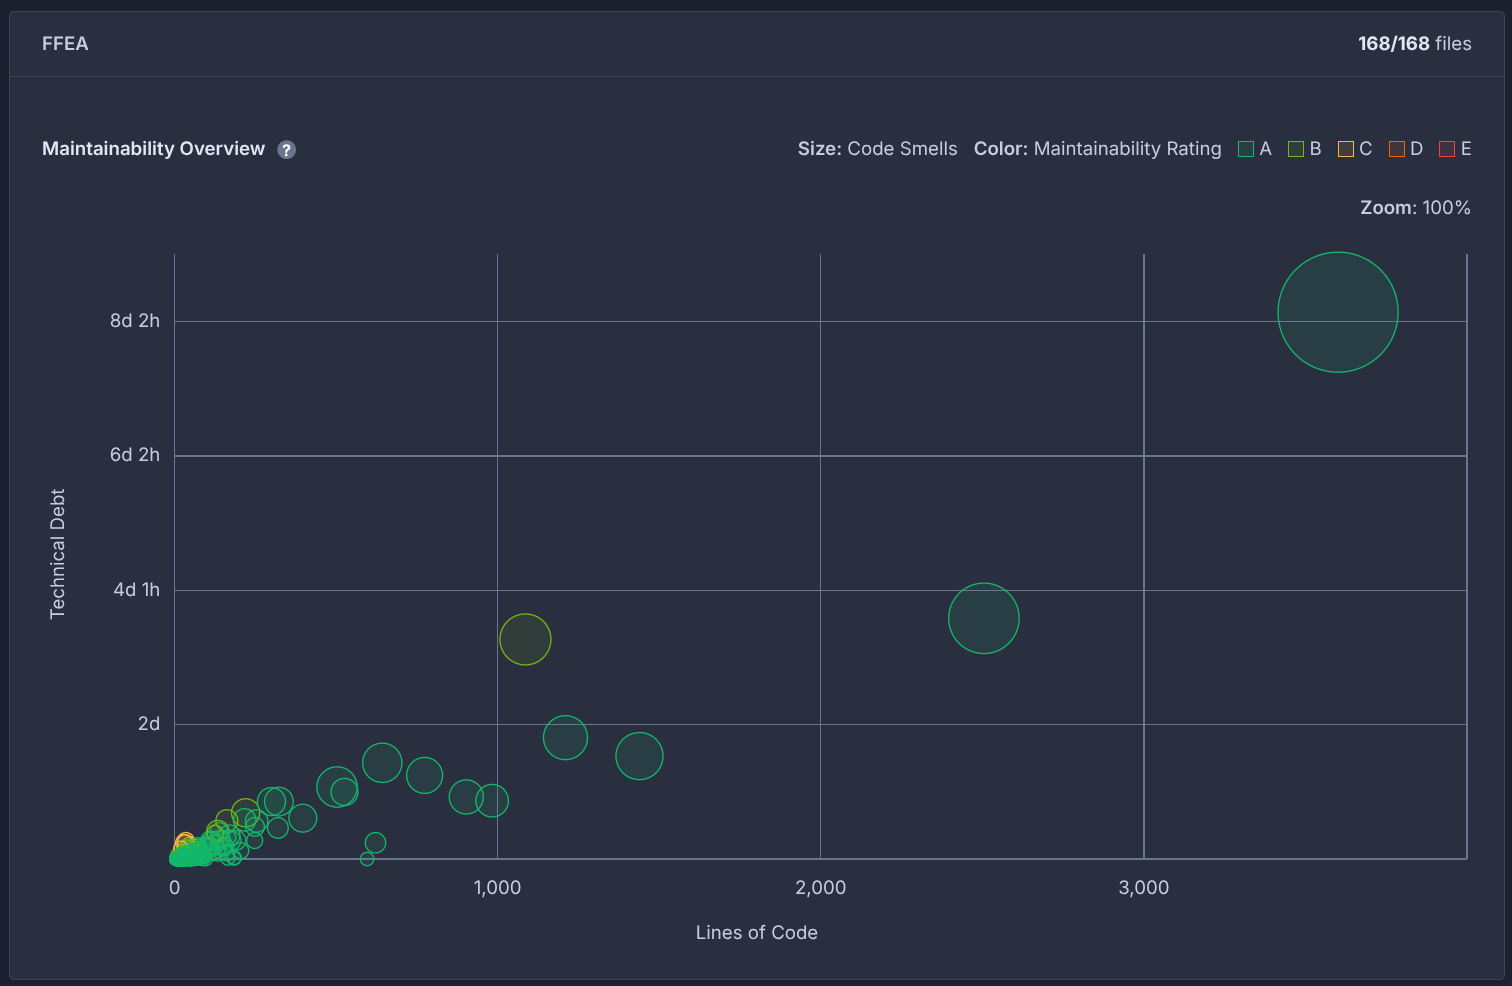 FFEA
168/168 files
Maintainability Overview ?
Size: Code Smells Color: Maintainability Rating A B C D E
Zoom: 100%
8d 2h
6d 2h
4d 1h
2d
Technical Debt
0 1,000 2,000 3,000
Lines of Code